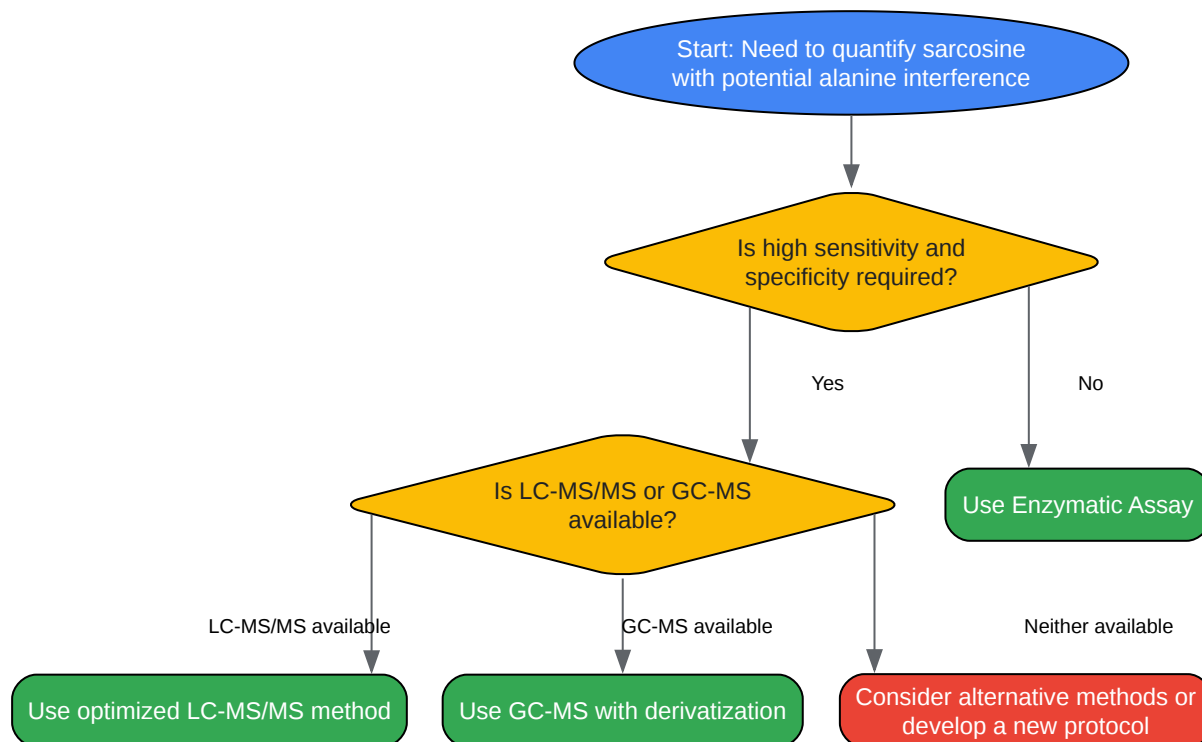 Start: Need to quantify sarcosine
with potential alanine interference
Is high sensitivity and
specificity required?
Yes
No
Is LC-MS/MS or GC-MS
available?
Use Enzymatic Assay
LC-MS/MS available
GC-MS available
Neither available
Use optimized LC-MS/MS method
Use GC-MS with derivatization
Consider alternative methods or
develop a new protocol